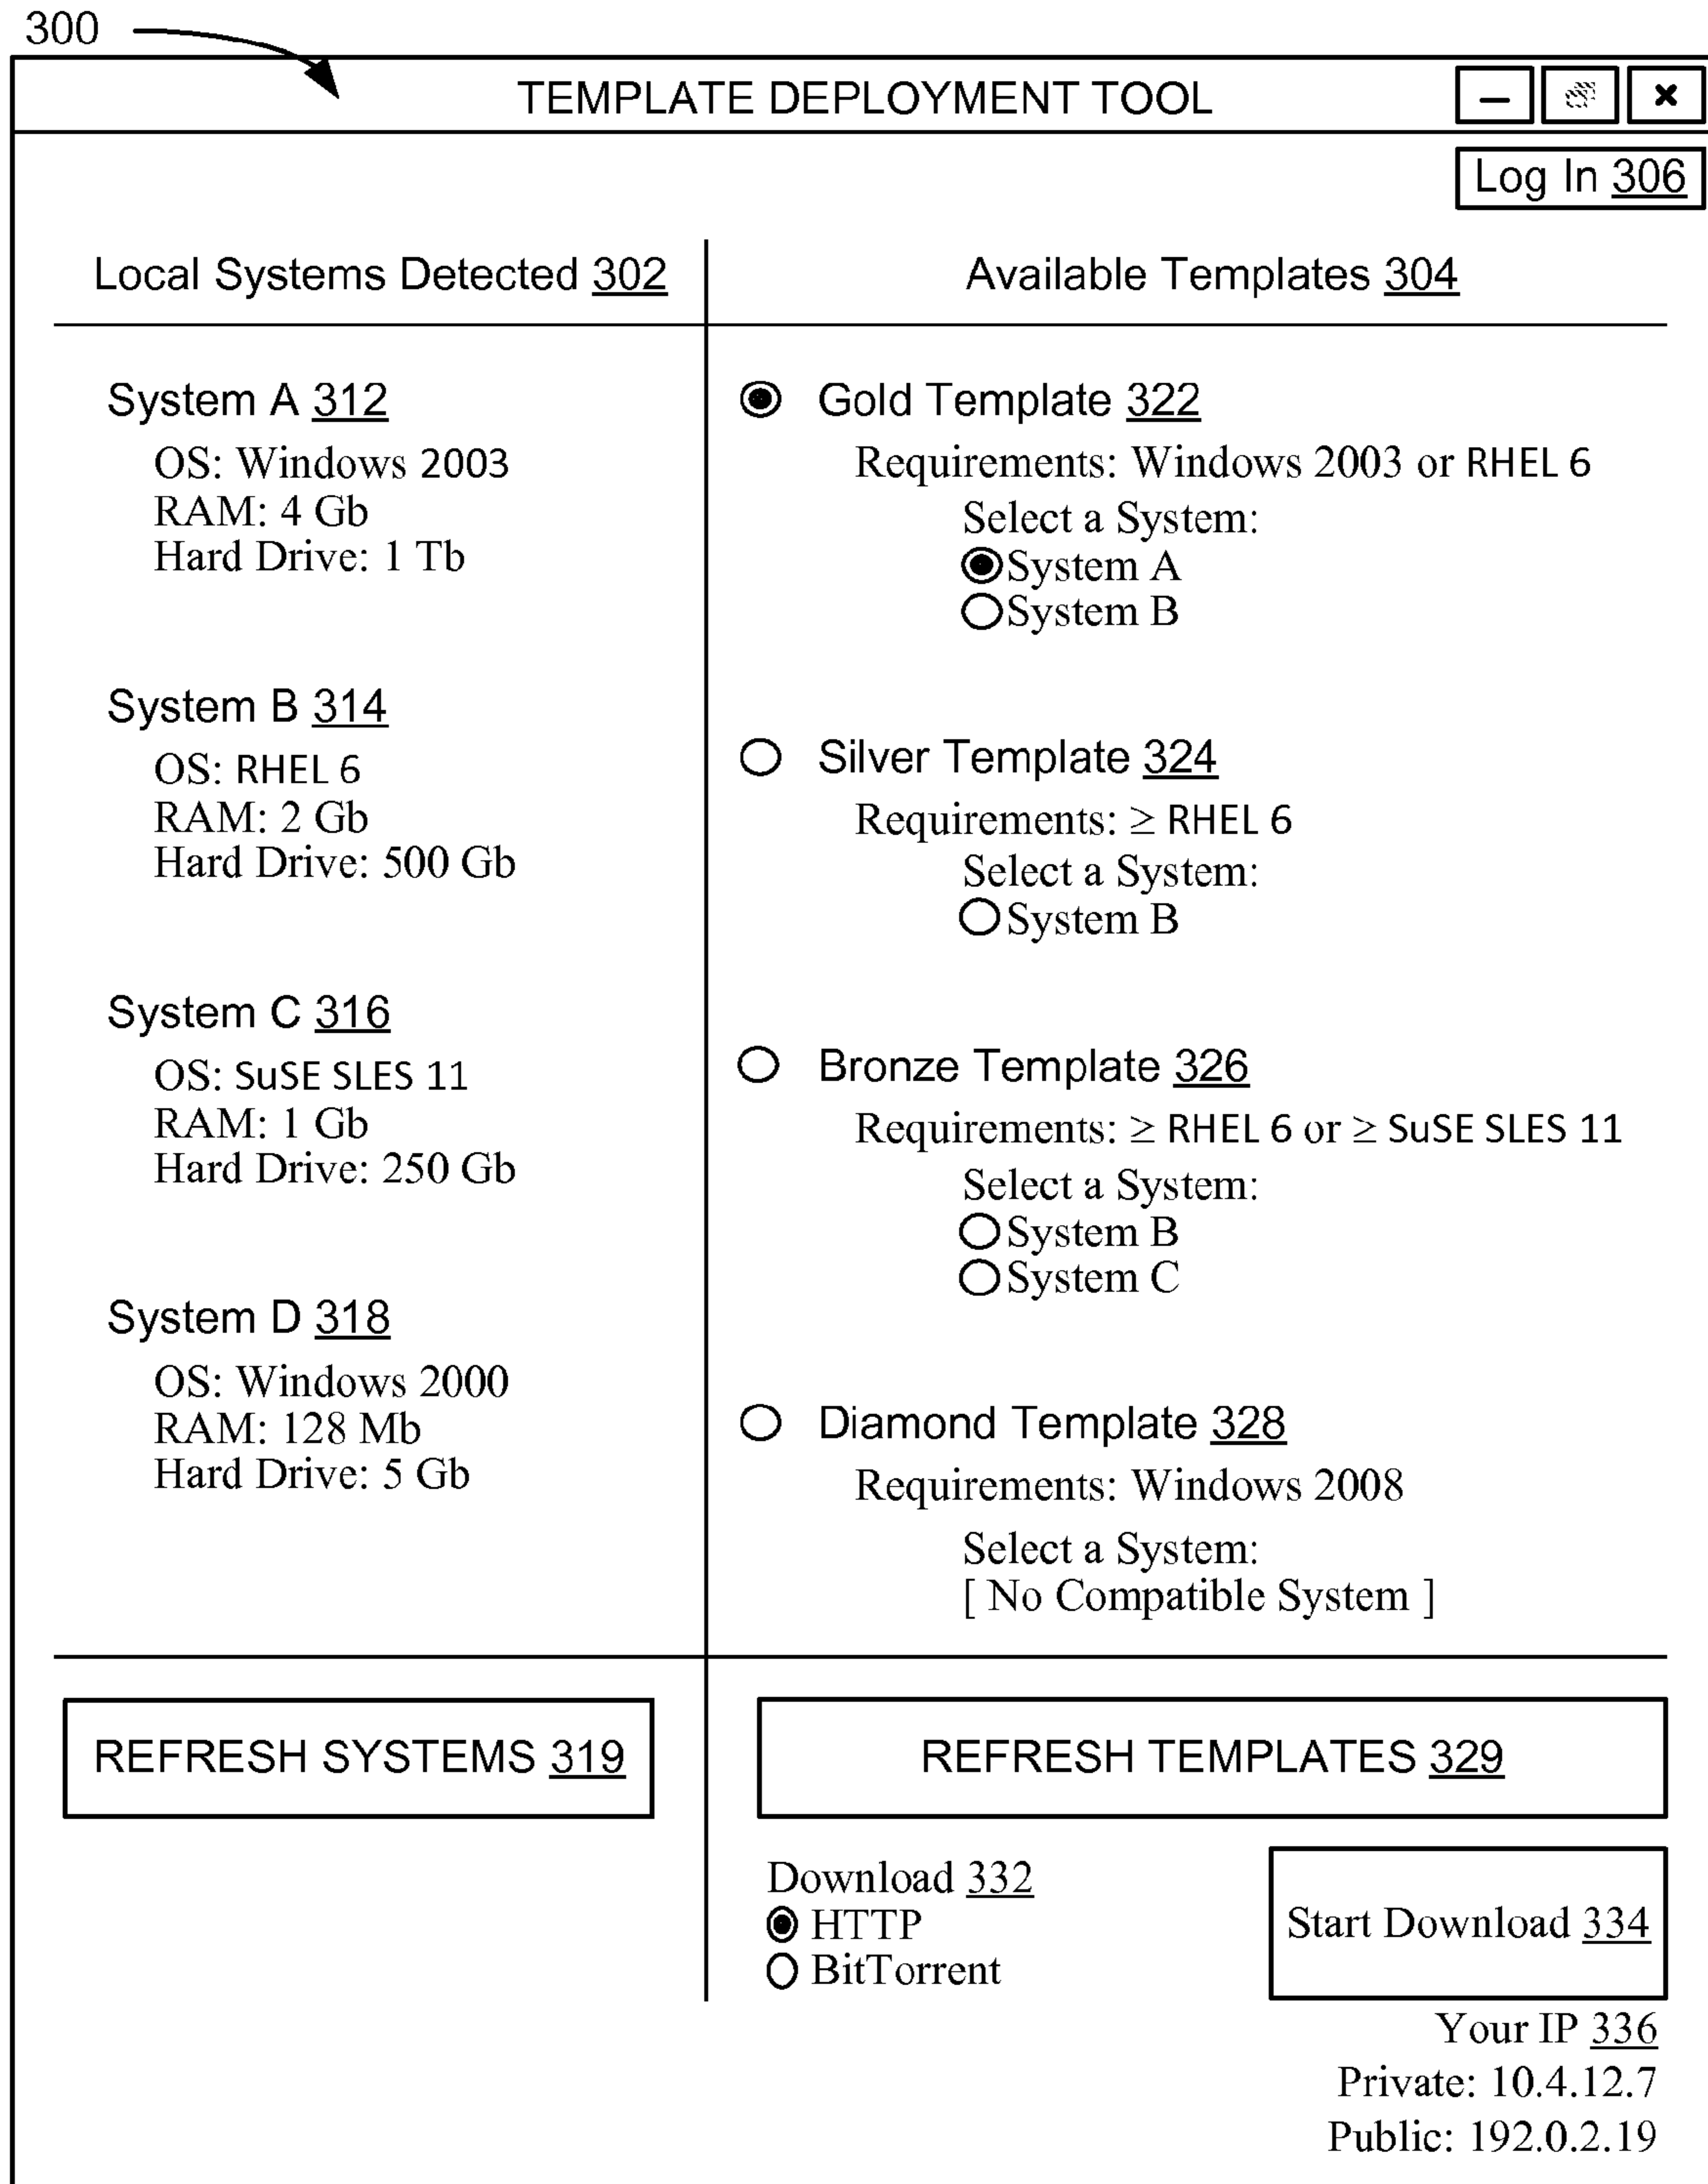 300
TEMPLATE DEPLOYMENT TOOL
Log In 306
Local Systems Detected 302
System A 312
OS: Windows 2003
RAM: 4 Gb
Hard Drive: 1 Tb
System B 314
OS: RHEL 6
RAM: 2 Gb
Hard Drive: 500 Gb
System C 316
OS: SuSE SLES 11
RAM: 1 Gb
Hard Drive: 250 Gb
System D 318
OS: Windows 2000
RAM: 128 Mb
Hard Drive: 5 Gb
REFRESH SYSTEMS 319
Available Templates 304
Gold Template 322
Requirements: Windows 2003 or RHEL 6
Select a System:
System A
System B
Silver Template 324
Requirements: ≥ RHEL 6
Select a System:
System B
Bronze Template 326
Requirements: ≥ RHEL 6 or ≥ SuSE SLES 11
Select a System:
System B
System C
Diamond Template 328
Requirements: Windows 2008
Select a System:
[ No Compatible System ]
REFRESH TEMPLATES 329
Download 332
HTTP
BitTorrent
Start Download 334
Your IP 336
Private: 10.4.12.7
Public: 192.0.2.19